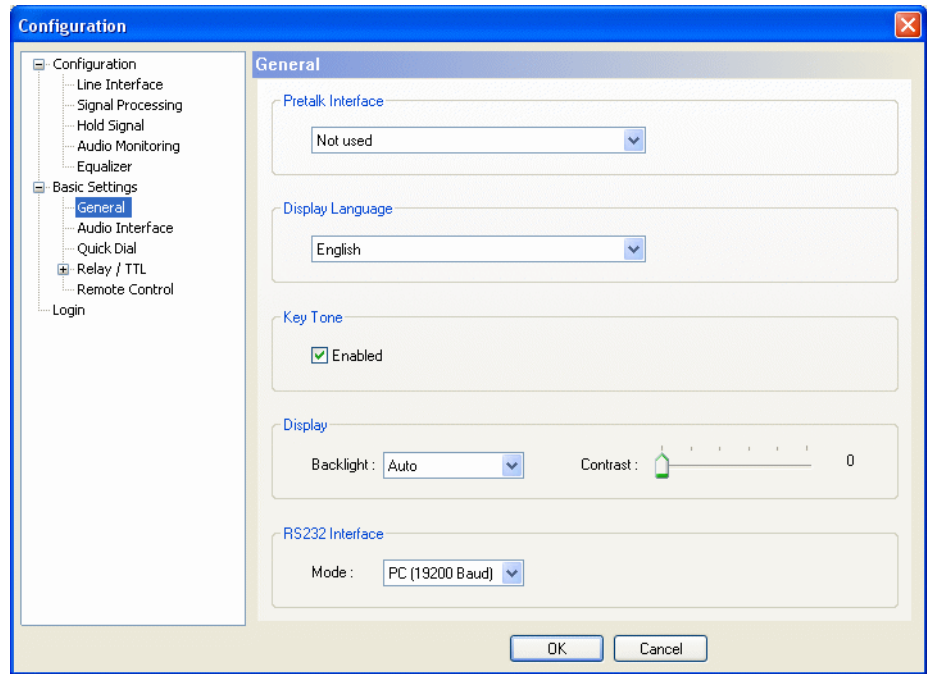 Configuration
Configuration
Line Interface
Signal Processing
Hold Signal
Audio Monitoring
Equalizer
Basic Settings
General
Audio Interface
Quick Dial
Relay / TTL
Remote Control
Login
General
Pretalk Interface
Not used
Display Language
English
Key Tone
Enabled
Display
Backlight : Auto Contrast : 0
RS232 Interface
Mode : PC (19200 Baud)
OK Cancel